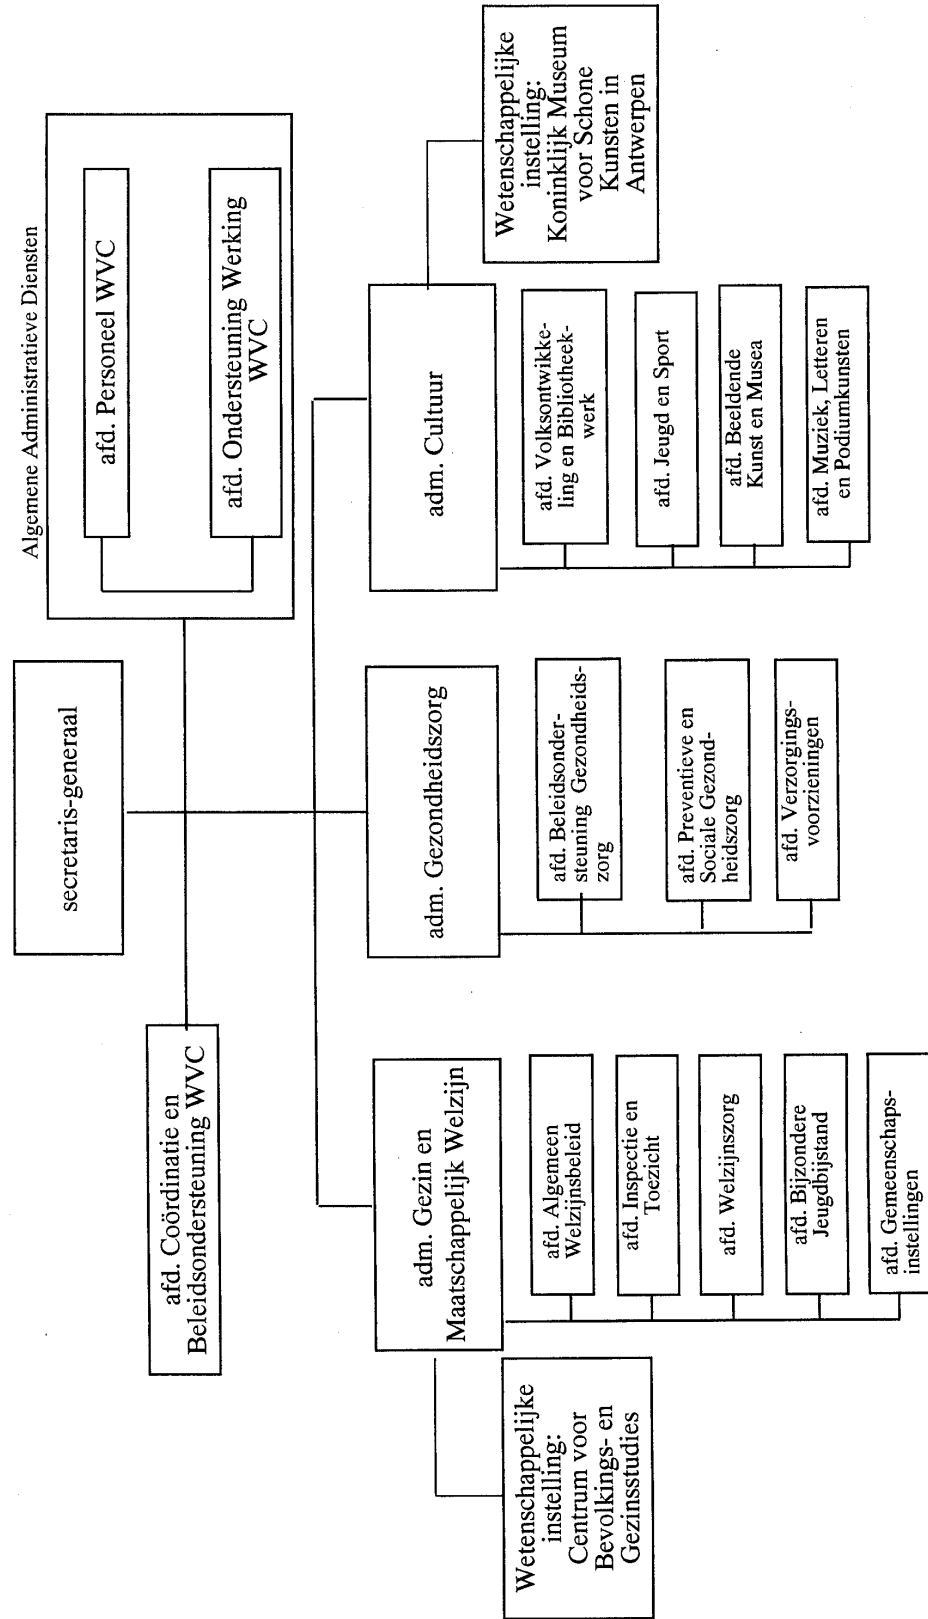 secretaris-generaal
Algemene Administratieve Diensten
afd. Personeel WVC
afd. Ondersteuning Werking
WVC
afd. Coördinatie en
Beleidsondersteuning WVC
adm. Gezin en
Maatschappelijk Welzijn
adm. Gezondheidszorg
adm. Cultuur
Wetenschappelijke
instelling:
Centrum voor
Bevolkings- en
Gezinsstudies
afd. Algemeen
Welzijnsbeleid
afd. Inspectie en
Toezicht
afd. Welzijnszorg
afd. Bijzondere
Jeugdbijstand
afd. Gemeenschaps-
instellingen
afd. Beleidsonder-
steuning Gezondheids-
zorg
afd. Preventieve en
Sociale Gezond-
heidszorg
afd. Verzorgings-
voorzieningen
afd. Volksontwikke-
ling en Bibliotheek-
werk
afd. Jeugd en Sport
afd. Beeldende
Kunst en Musea
afd. Muziek, Letteren
en Podiumkunsten
Wetenschappelijke
instelling:
Koninklijk Museum
voor Schone
Kunsten in
Antwerpen